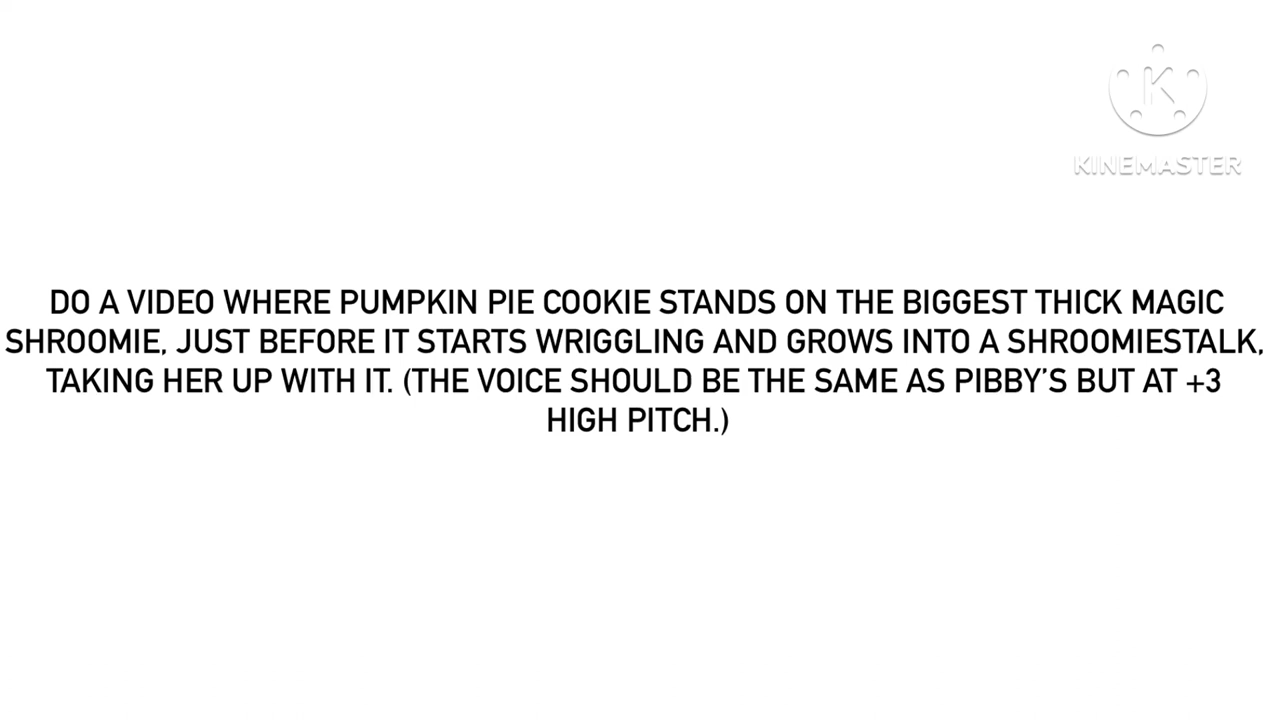 KINEMASTER
DO A VIDEO WHERE PUMPKIN PIE COOKIE STANDS ON THE BIGGEST THICK MAGIC
SHROOMIE, JUST BEFORE IT STARTS WRIGGLING AND GROWS INTO A SHROOMIESTALK,
TAKING HER UP WITH IT. (THE VOICE SHOULD BE THE SAME AS PIBBY’S BUT AT +3
HIGH PITCH.)